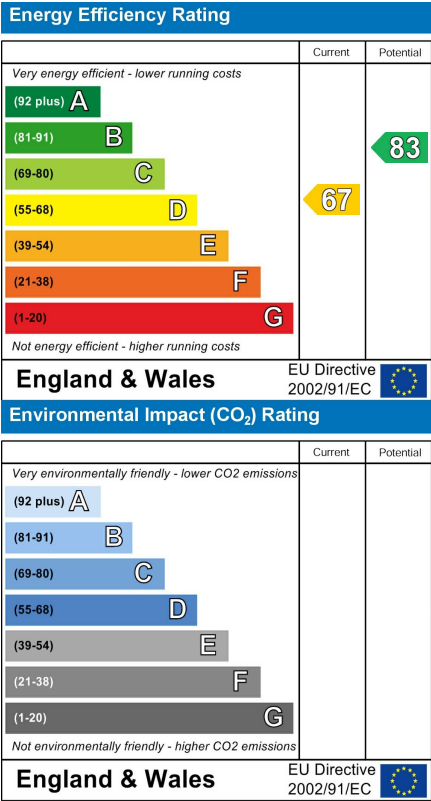 Energy Efficiency Rating
Current Potential
Very energy efficient - lower running costs
(92 plus) A
(81-91) B
83
(69-80) C
67
(55-68) D
(39-54) E
(21-38) F
(1-20) G
Not energy efficient - higher running costs
England & Wales
EU Directive
2002/91/EC
Environmental Impact (CO₂) Rating
Current Potential
Very environmentally friendly - lower CO2 emissions
(92 plus) A
(81-91) B
(69-80) C
(55-68) D
(39-54) E
(21-38) F
(1-20) G
Not environmentally friendly - higher CO2 emissions
England & Wales
EU Directive
2002/91/EC